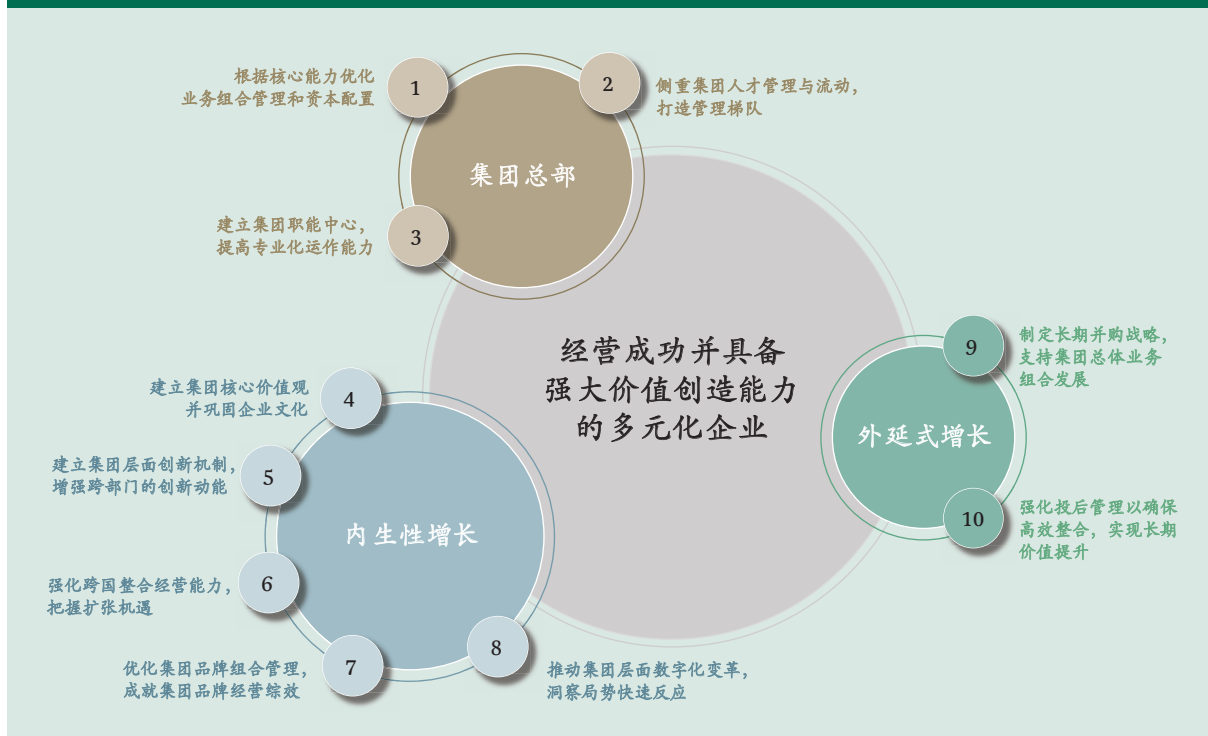 1
根据核心能力优化
业务组合管理和资本配置
2
侧重集团人才管理与流动，
打造管理梯队
集团总部
3
建立集团职能中心，
提高专业化运作能力
经营成功并具备
强大价值创造能力
的多元化企业
4
建立集团核心价值观
并巩固企业文化
5
建立集团层面创新机制，
增强跨部门的创新动能
内生性增长
6
强化跨国整合经营能力，
把握扩张机遇
7
优化集团品牌组合管理，
成就集团品牌经营综效
8
推动集团层面数字化变革，
洞察局势快速反应
9
制定长期并购战略，
支持集团总体业务
组合发展
外延式增长
10
强化投后管理以确保
高效整合，实现长期
价值提升